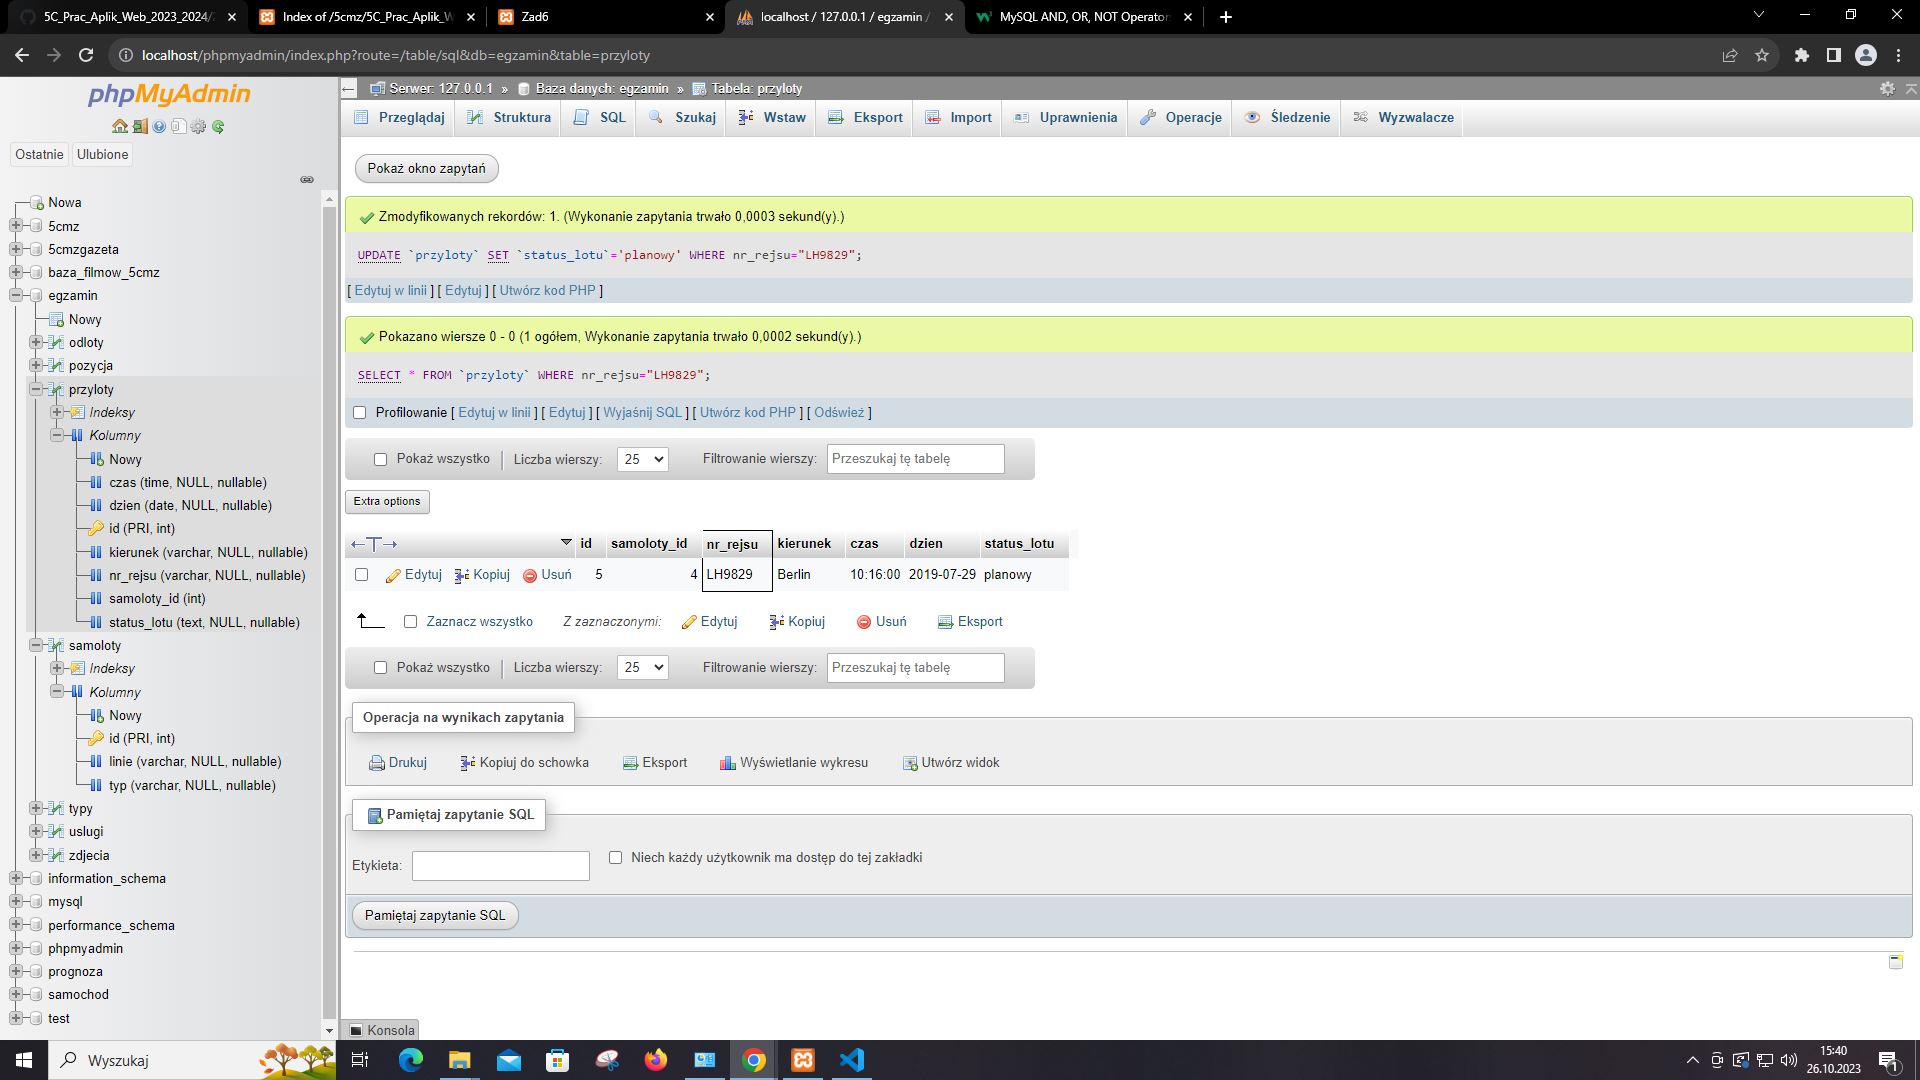 5C_Prac_Aplik_Web_2023_2024/
Index of /5cmz/5C_Prac_Aplik_W
Zad6
localhost / 127.0.0.1 / egzamin /
MySQL AND, OR, NOT Operator
localhost/phpmyadmin/index.php?route=/table/sql&db=egzamin&table=przyloty
phpMyAdmin
Ostatnie Ulubione
Nowa
5cmz
5cmzgazeta
baza_filmow_5cmz
egzamin
Nowy
odloty
pozycja
przyloty
Indeksy
Kolumny
Nowy
czas (time, NULL, nullable)
dzien (date, NULL, nullable)
id (PRI, int)
kierunek (varchar, NULL, nullable)
nr_rejsu (varchar, NULL, nullable)
samoloty_id (int)
status_lotu (text, NULL, nullable)
samoloty
Indeksy
Kolumny
Nowy
id (PRI, int)
linie (varchar, NULL, nullable)
typ (varchar, NULL, nullable)
typy
uslugi
zdjecia
information_schema
mysql
performance_schema
phpmyadmin
prognoza
samochod
test
Serwer: 127.0.0.1 » Baza danych: egzamin » Tabela: przyloty
Przeglądaj Struktura SQL Szukaj Wstaw Eksport Import Uprawnienia Operacje Śledzenie Wyzwalacze
Pokaż okno zapytań
Zmodyfikowanych rekordów: 1. (Wykonanie zapytania trwało 0,0003 sekund(y).)
UPDATE `przyloty` SET `status_lotu`='planowy' WHERE nr_rejsu="LH9829";
[ Edytuj w linii ] [ Edytuj ] [ Utwórz kod PHP ]
Pokazano wiersze 0 - 0 (1 ogółem, Wykonanie zapytania trwało 0,0002 sekund(y).)
SELECT * FROM `przyloty` WHERE nr_rejsu="LH9829";
Profilowanie [ Edytuj w linii ] [ Edytuj ] [ Wyjaśnij SQL ] [ Utwórz kod PHP ] [ Odśwież ]
Pokaż wszystko Liczba wierszy: 25 Filtrowanie wierszy: Przeszukaj tę tabelę
Extra options
←T→ id samoloty_id nr_rejsu kierunek czas dzien status_lotu
Edytuj Kopiuj Usuń 5 4 LH9829 Berlin 10:16:00 2019-07-29 planowy
Zaznacz wszystko Z zaznaczonymi: Edytuj Kopiuj Usuń Eksport
Pokaż wszystko Liczba wierszy: 25 Filtrowanie wierszy: Przeszukaj tę tabelę
Operacja na wynikach zapytania
Drukuj Kopiuj do schowka Eksport Wyświetlanie wykresu Utwórz widok
Pamiętaj zapytanie SQL
Etykieta: Niech każdy użytkownik ma dostęp do tej zakładki
Pamiętaj zapytanie SQL
Konsola
Wyszukaj
15:40
26.10.2023
1